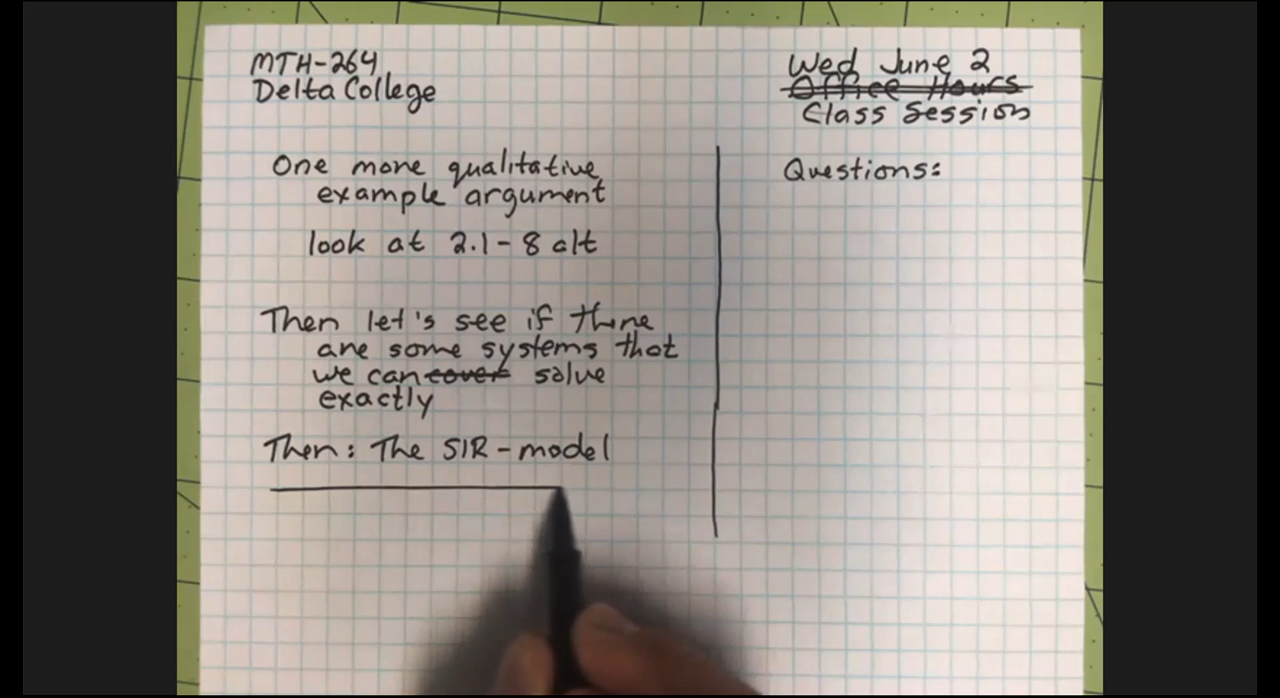 MTH-264
Delta College
Wed June 2
Office Hours
Class Session
One more qualitative
example argument
look at 2.1-8 alt
Then let's see if there
are some systems that
we can cover solve
exactly
Then: The SIR-model
Questions: